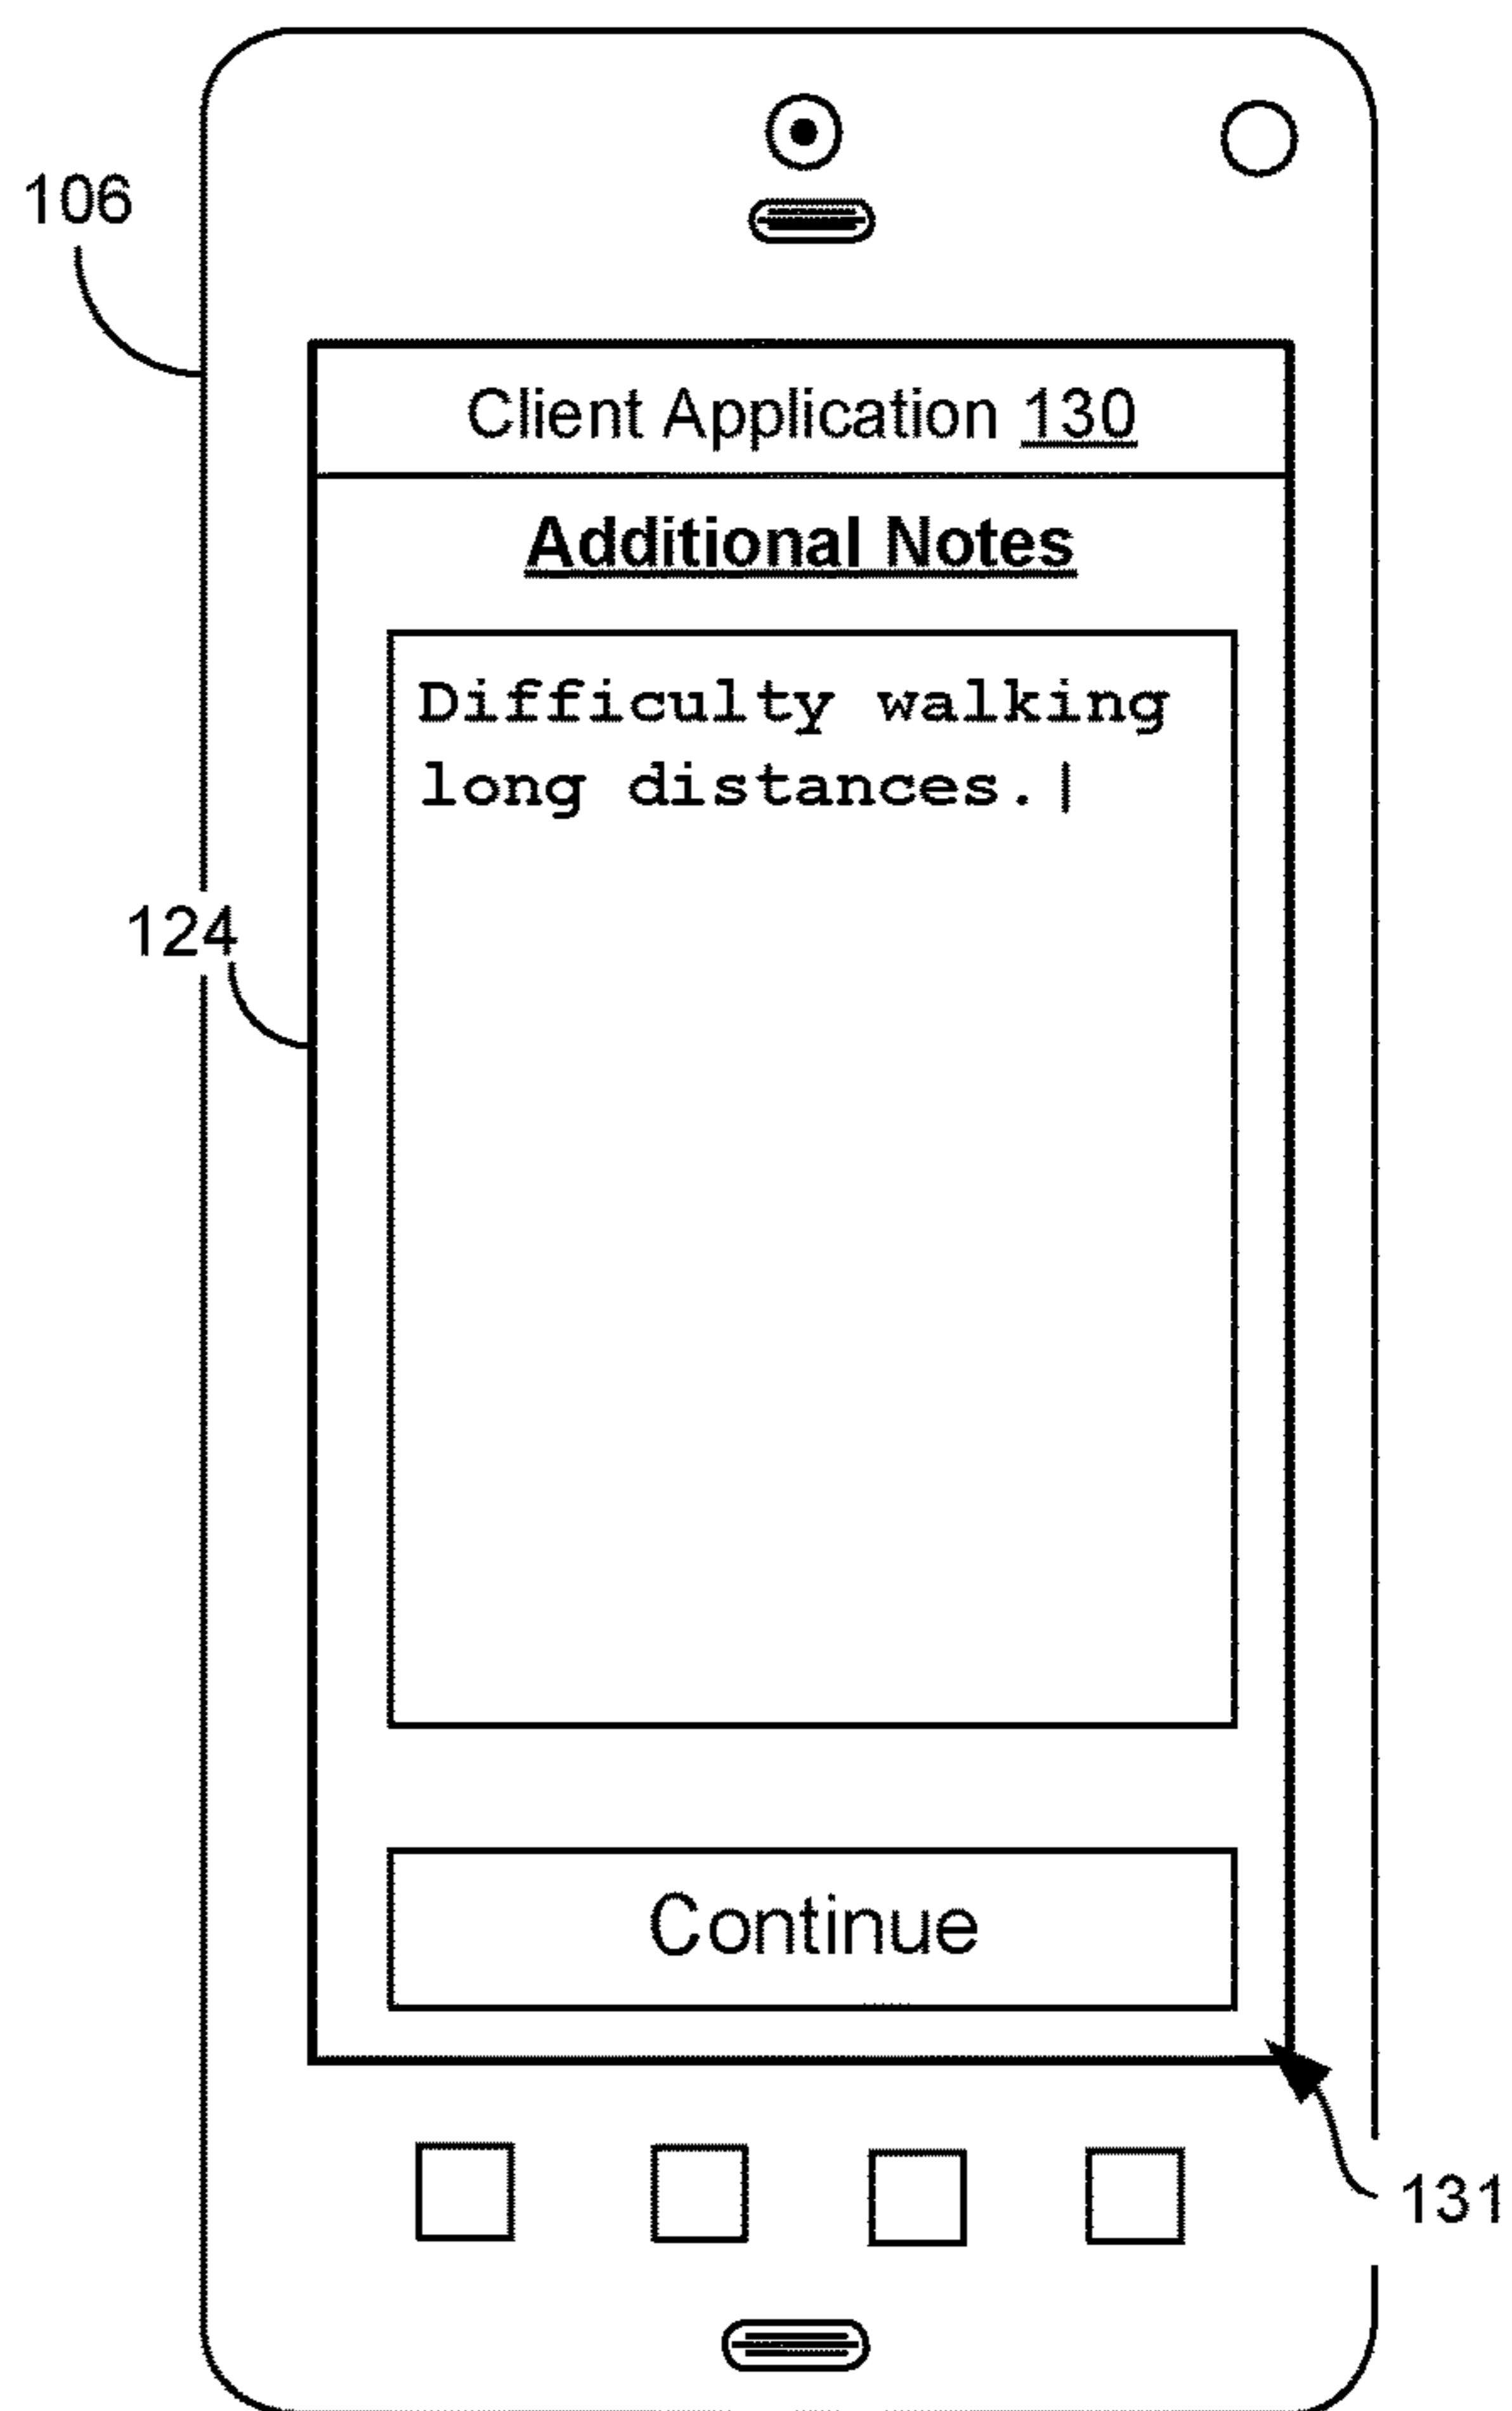 106
Client Application 130
Additional Notes
Difficulty walking
long distances.
124
Continue
131